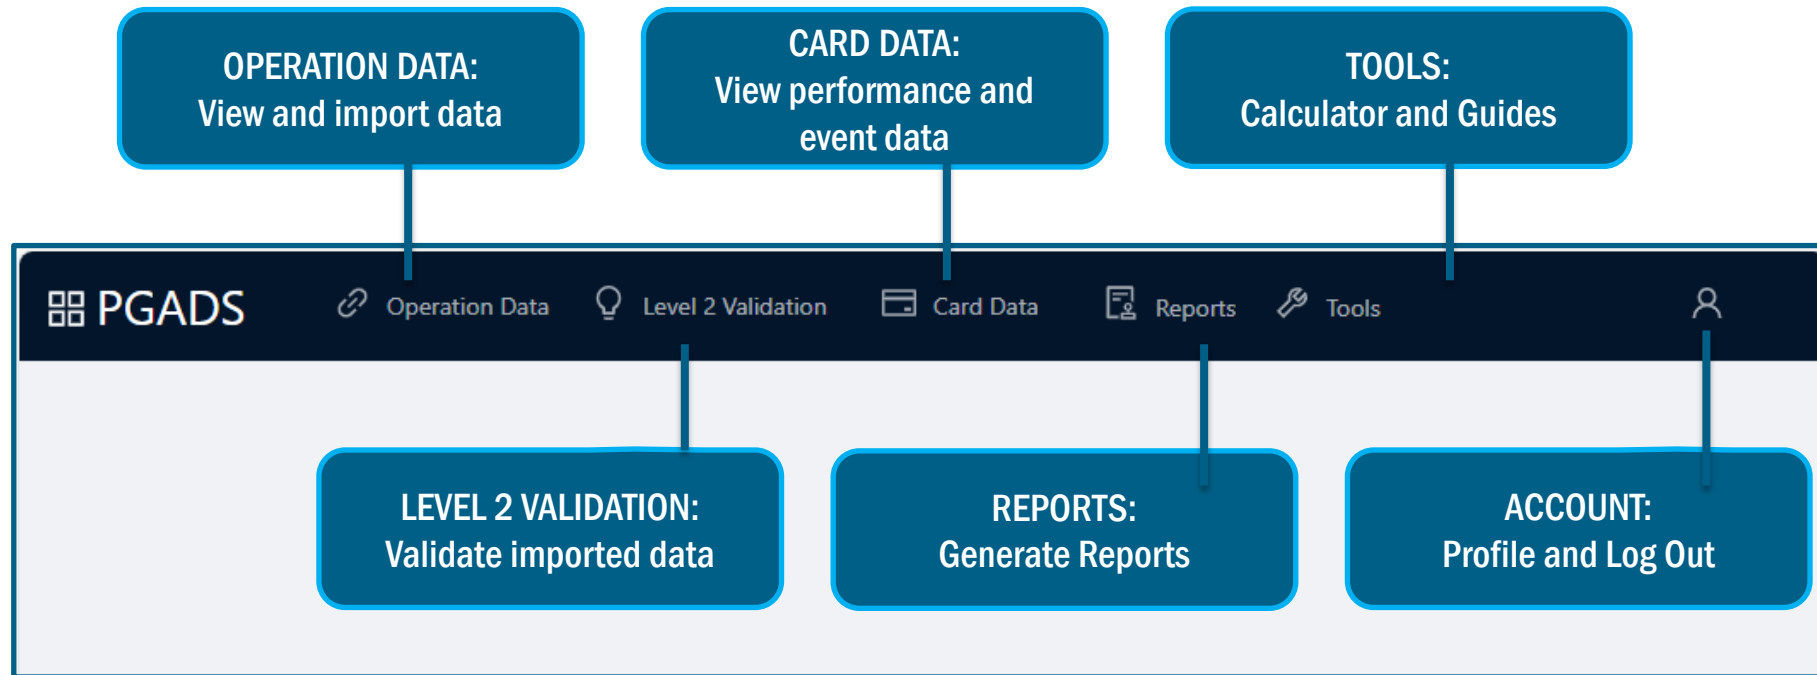 OPERATION DATA:
View and import data
CARD DATA:
View performance and
event data
TOOLS:
Calculator and Guides
PGADS
Operation Data
Level 2 Validation
Card Data
Reports
Tools
LEVEL 2 VALIDATION:
Validate imported data
REPORTS:
Generate Reports
ACCOUNT:
Profile and Log Out